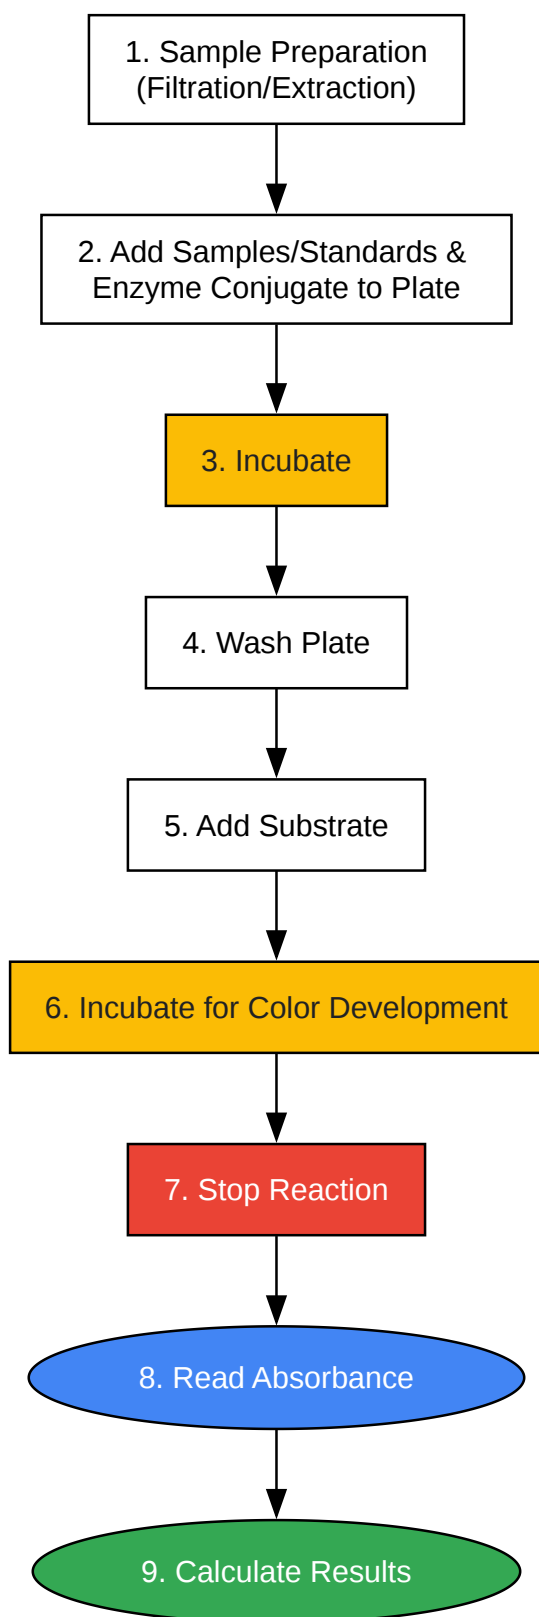 1. Sample Preparation
(Filtration/Extraction)
2. Add Samples/Standards &
Enzyme Conjugate to Plate
3. Incubate
4. Wash Plate
5. Add Substrate
6. Incubate for Color Development
7. Stop Reaction
8. Read Absorbance
9. Calculate Results